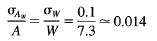 σ_{A_W}/A = σ_W/W = 0.1/7.3 ≃ 0.014